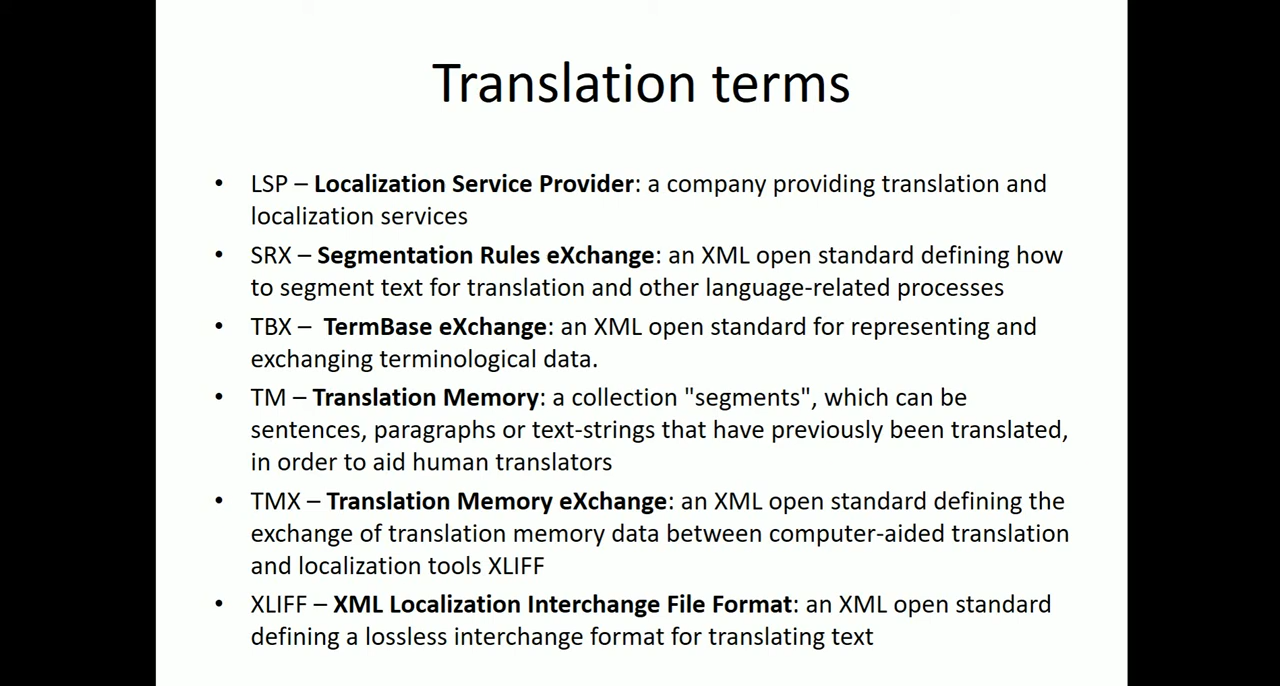 Translation terms
• LSP – Localization Service Provider: a company providing translation and
localization services
• SRX – Segmentation Rules eXchange: an XML open standard defining how
to segment text for translation and other language-related processes
• TBX – TermBase eXchange: an XML open standard for representing and
exchanging terminological data.
• TM – Translation Memory: a collection "segments", which can be
sentences, paragraphs or text-strings that have previously been translated,
in order to aid human translators
• TMX – Translation Memory eXchange: an XML open standard defining the
exchange of translation memory data between computer-aided translation
and localization tools XLIFF
• XLIFF – XML Localization Interchange File Format: an XML open standard
defining a lossless interchange format for translating text